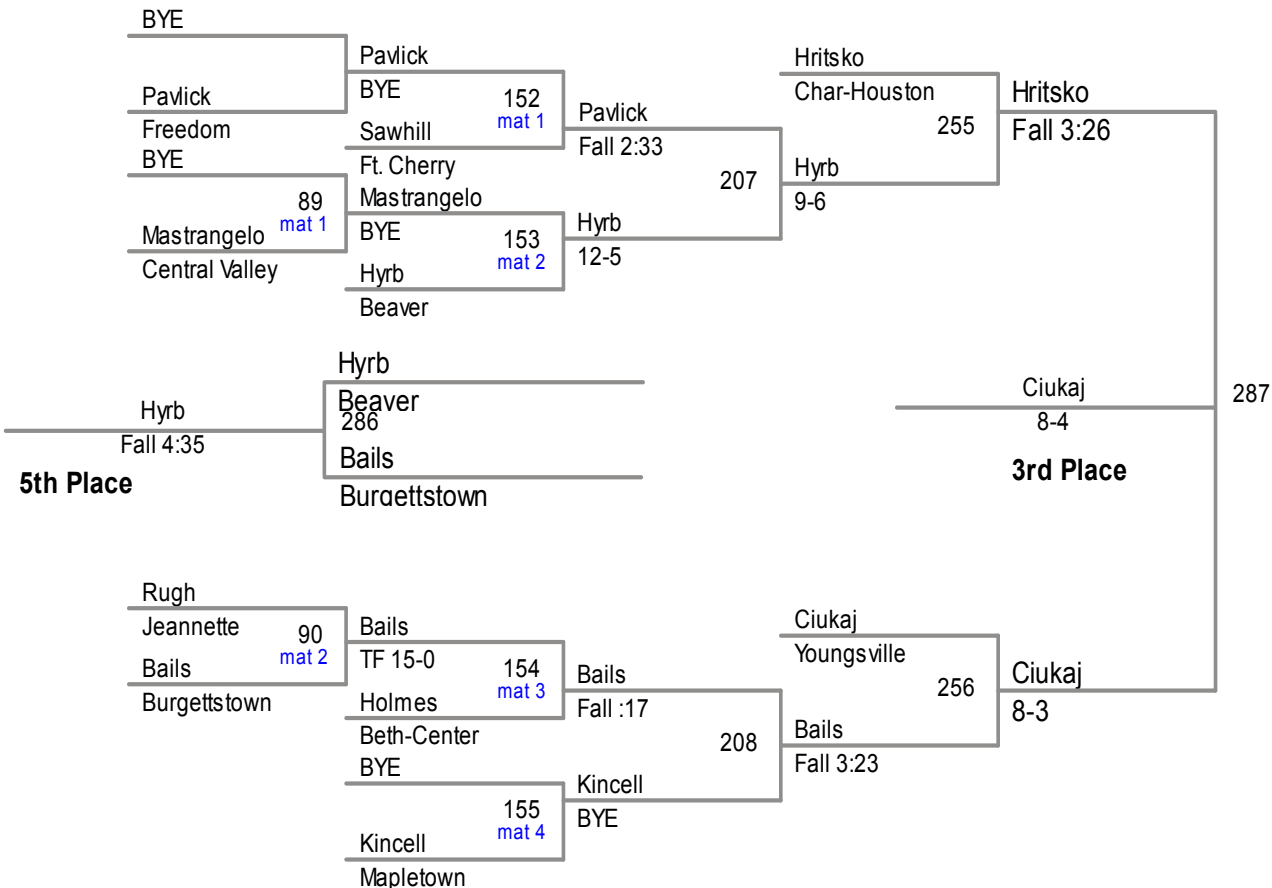 BYE
Pavlick
Freedom
BYE
89
mat 1
Mastrangelo
Central Valley
Pavlick
BYE
152
mat 1
Sawhill
Ft. Cherry
Mastrangelo
BYE
153
mat 2
Hyrb
Beaver
Pavlick
Fall 2:33
207
Hyrb
12-5
Hritsko
Char-Houston
255
Hyrb
9-6
Hritsko
Fall 3:26
Hyrb
Beaver
286
Bails
Burgettstown
Hyrb
Fall 4:35
5th Place
Ciukaj
8-4
3rd Place
287
Rugh
Jeannette
90
mat 2
Bails
Burgettstown
Bails
TF 15-0
154
mat 3
Holmes
Beth-Center
BYE
155
mat 4
Kincell
Mapletown
Bails
Fall :17
208
Kincell
BYE
Ciukaj
Youngsville
256
Bails
Fall 3:23
Ciukaj
8-3